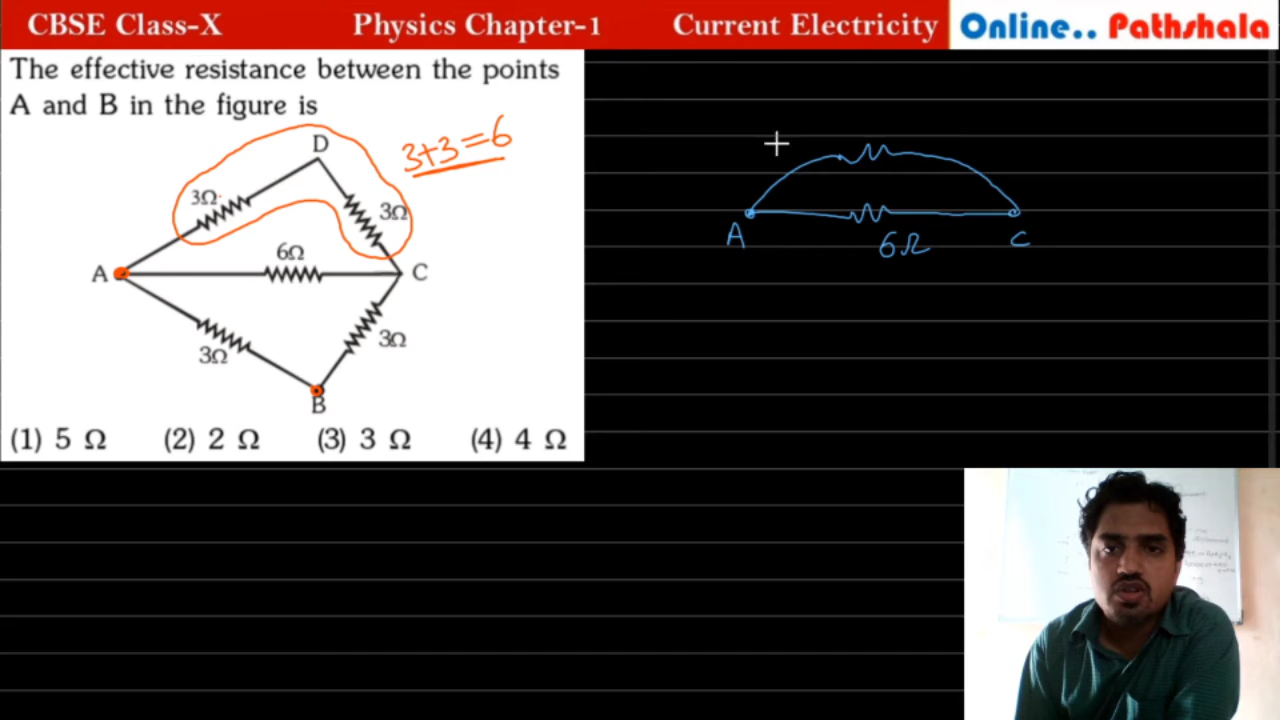 CBSE Class-X Physics Chapter-1 Current Electricity Online.. Pathshala
The effective resistance between the points
A and B in the figure is
D
3+3=6
3Ω
3Ω
6Ω
A
C
3Ω
3Ω
B
(1) 5 Ω (2) 2 Ω (3) 3 Ω (4) 4 Ω
A
6Ω
C